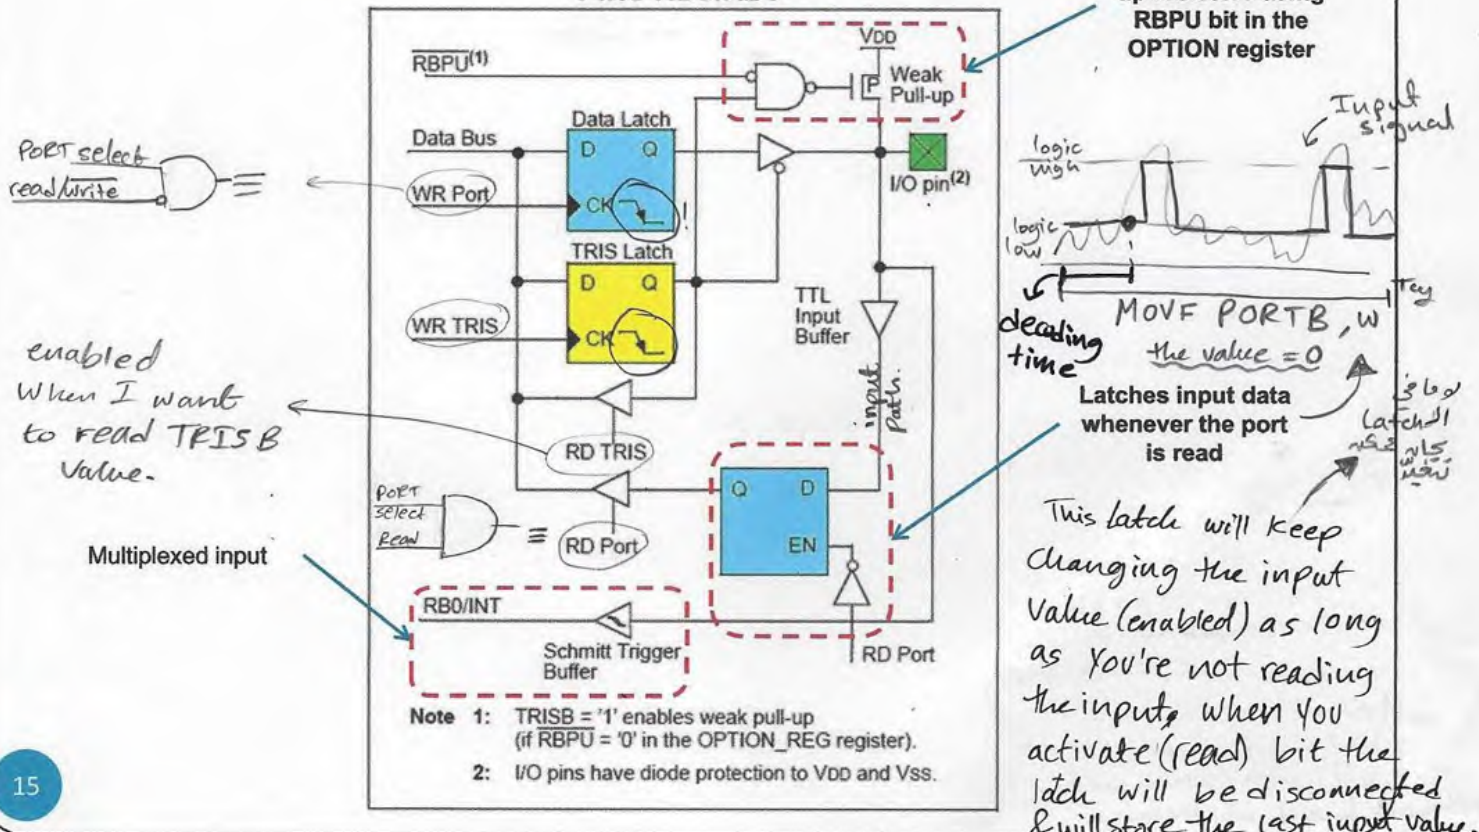 RBPU bit in the
OPTION register
RBPU(1)
VDD
Weak
Pull-up
P
Data Latch
Data Bus
D Q
I/O pin(2)
WR Port
CK
!
TRIS Latch
D Q
WR TRIS
CK
TTL
Input
Buffer
input
Path.
RD TRIS
Q D
EN
RD Port
RB0/INT
Schmitt Trigger
Buffer
RD Port
Note 1: TRISB = '1' enables weak pull-up
(if RBPU = '0' in the OPTION_REG register).
2: I/O pins have diode protection to VDD and VSS.
PORT select
read/write
enabled
When I want
to read TRISB
Value.
PORT
select
Read
Multiplexed input
15
Input
signal
logic
high
logic
low
Tcy
decoding
time
MOVF PORTB, W
the value = 0
Latches input data
whenever the port
is read
Latch
This latch will keep
changing the input
value (enabled) as long
as you're not reading
the input, when you
activate (read) bit the
latch will be disconnected
& will store the last input value.